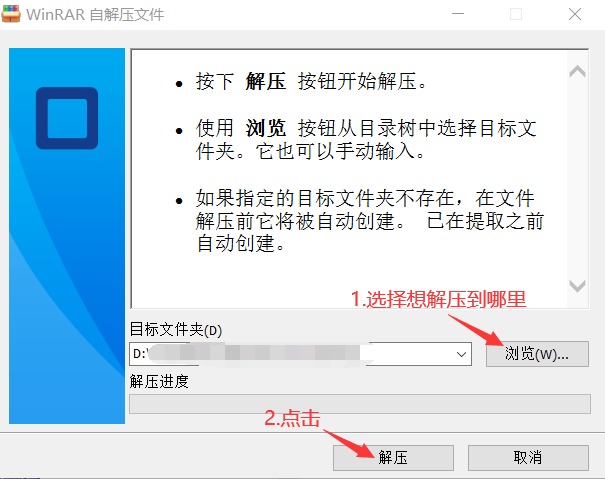 WinRAR 自解压文件
按下 解压 按钮开始解压。
使用 浏览 按钮从目录树中选择目标文
件夹。它也可以手动输入。
如果指定的目标文件夹不存在，在文件
解压前它将被自动创建。 已在提取之前
自动创建。
1.选择想解压到哪里
目标文件夹(D)
D:\
浏览(W)...
解压进度
2.点击
解压
取消